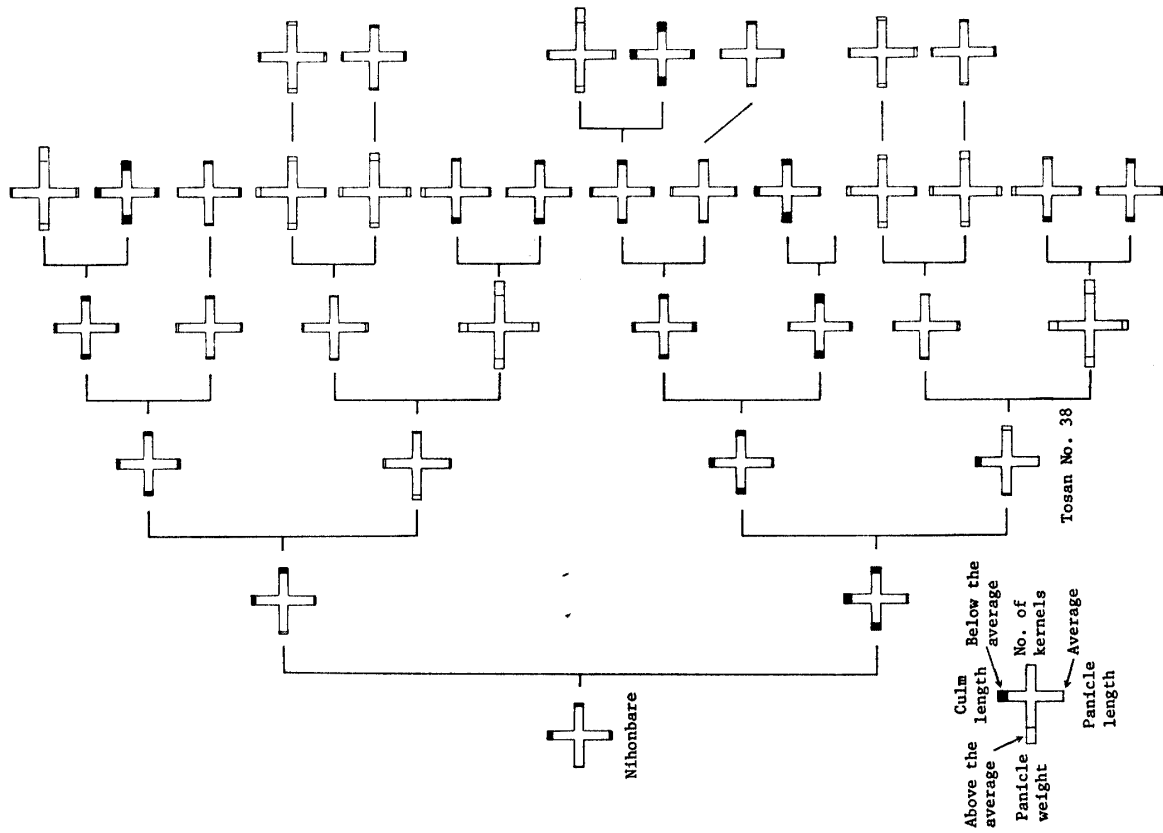 Nihonbare
Tosan No. 38
Above the
average
Panicle
weight
Culm
length
Below the
average
No. of
kernels
Average
Panicle
length